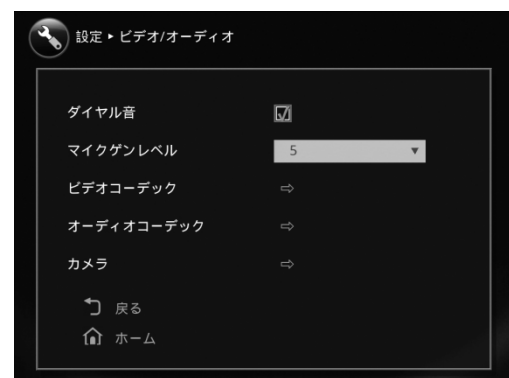 設定 ▸ ビデオ/オーディオ
ダイヤル音
マイクゲンレベル 5
ビデオコーデック
オーディオコーデック
カメラ
戻る
ホーム